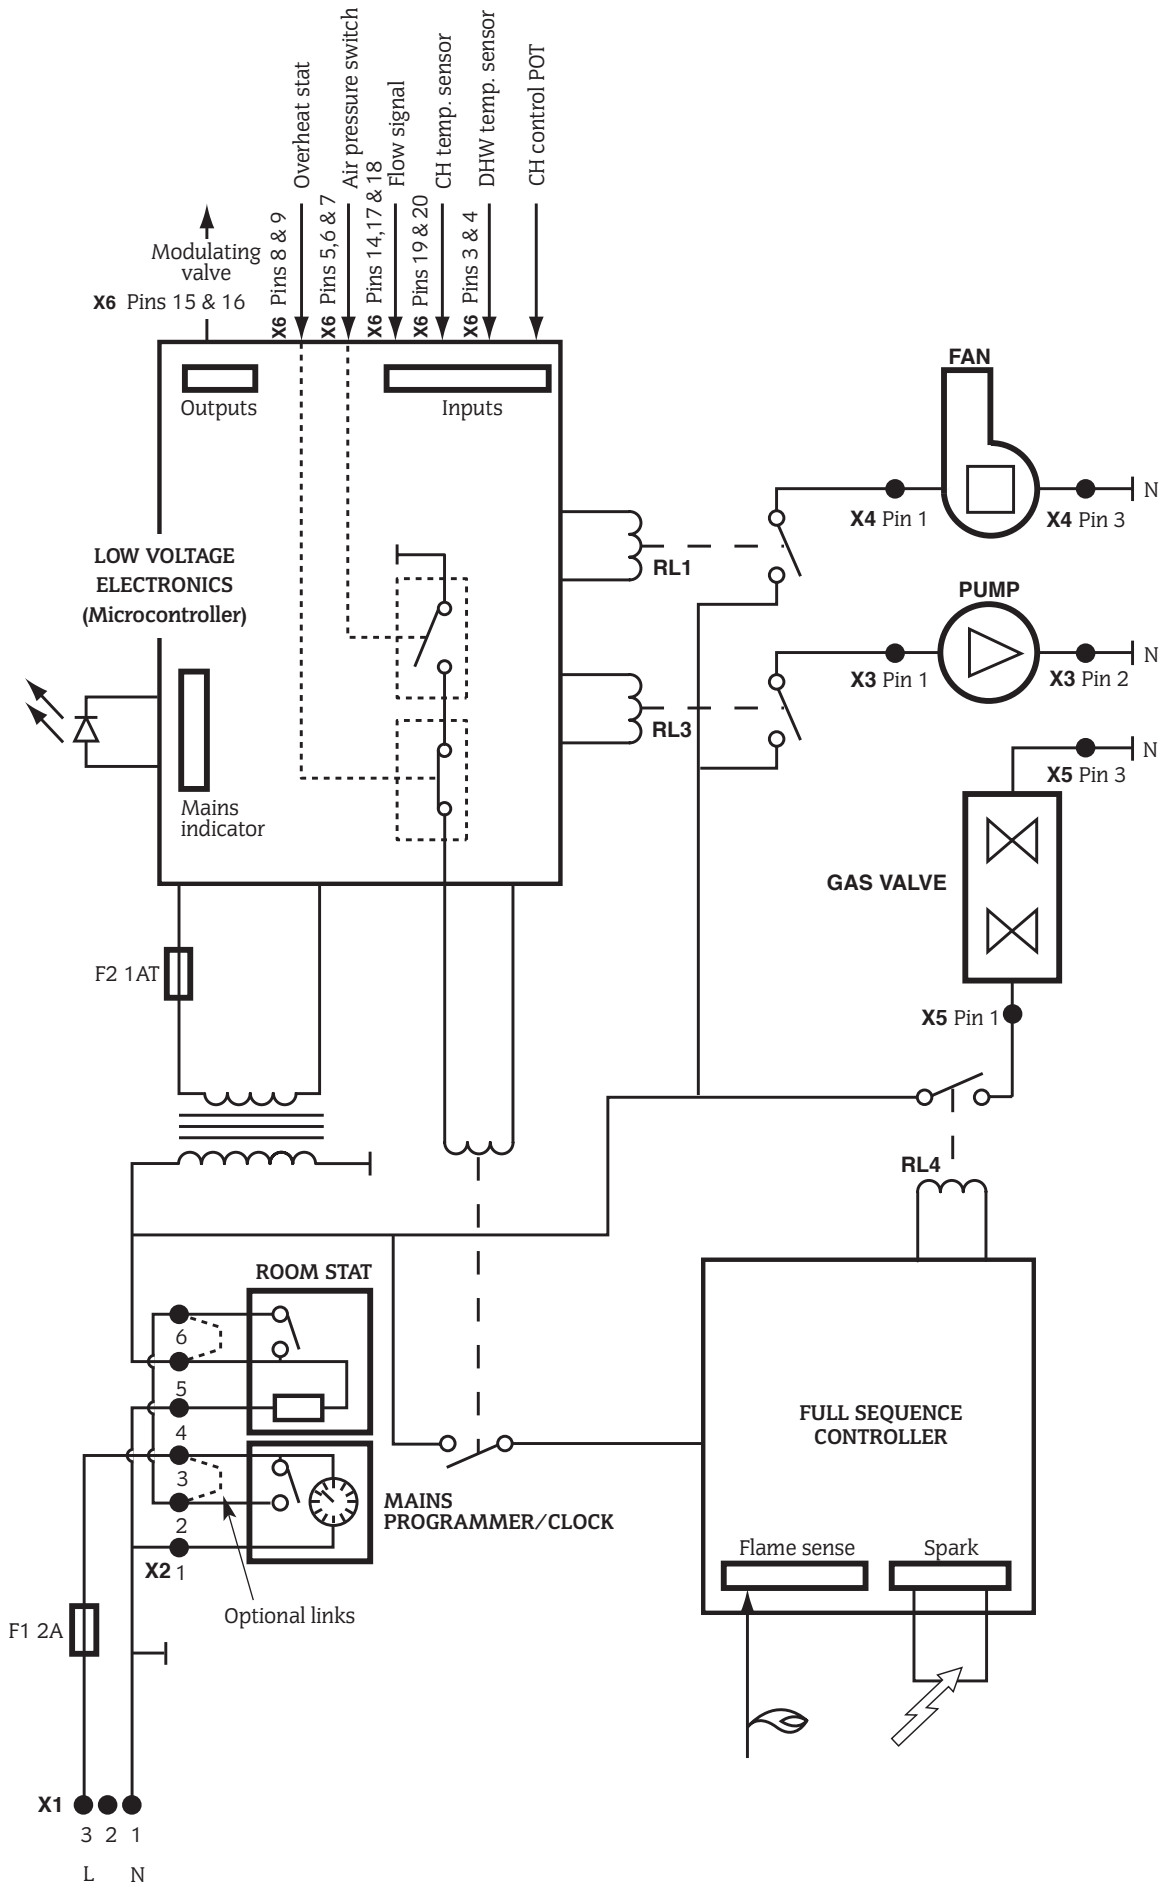 Overheat stat
Air pressure switch
Flow signal
CH temp. sensor
DHW temp. sensor
CH control POT
X6 Pins 8 & 9
X6 Pins 5,6 & 7
X6 Pins 14,17 & 18
X6 Pins 19 & 20
X6 Pins 3 & 4
Modulating
valve
X6 Pins 15 & 16
Outputs
Inputs
FAN
X4 Pin 1
X4 Pin 3
N
LOW VOLTAGE
ELECTRONICS
(Microcontroller)
RL1
PUMP
X3 Pin 1
X3 Pin 2
N
RL3
X5 Pin 3
N
Mains
indicator
GAS VALVE
F2 1AT
X5 Pin 1
RL4
ROOM STAT
6
5
4
3
2
X2 1
MAINS
PROGRAMMER/CLOCK
FULL SEQUENCE
CONTROLLER
Flame sense
Spark
Optional links
F1 2A
X1
3 2 1
L N